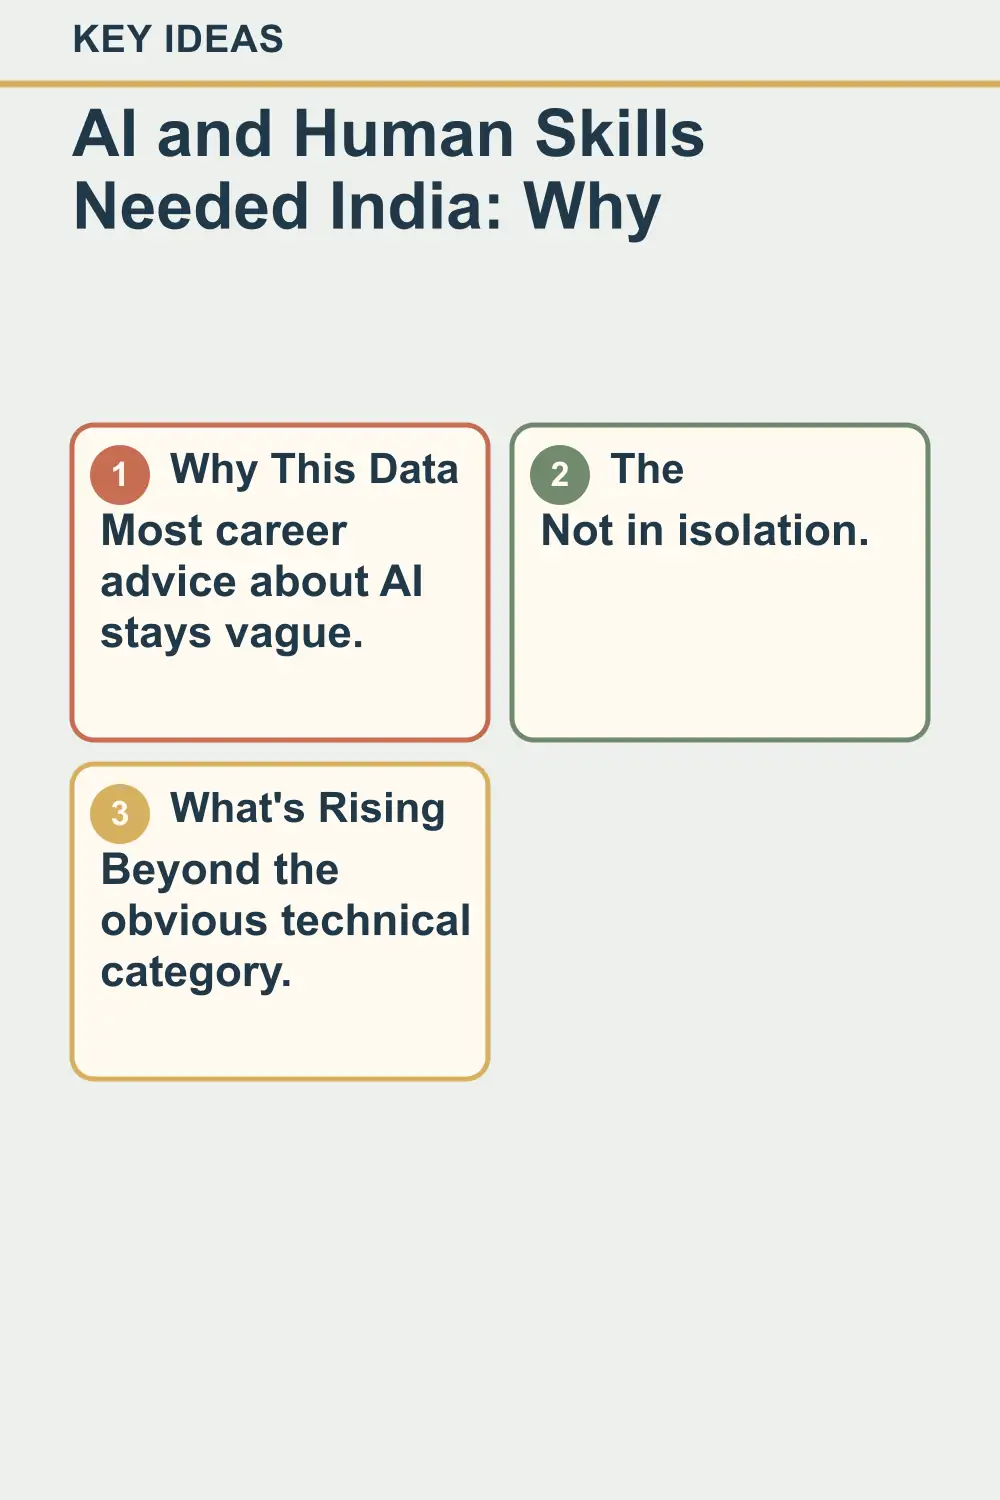 KEY IDEAS
AI and Human Skills
Needed India: Why
1
Why This Data
Most career
advice about AI
stays vague.
2
The
Not in isolation.
3
What's Rising
Beyond the
obvious technical
category.